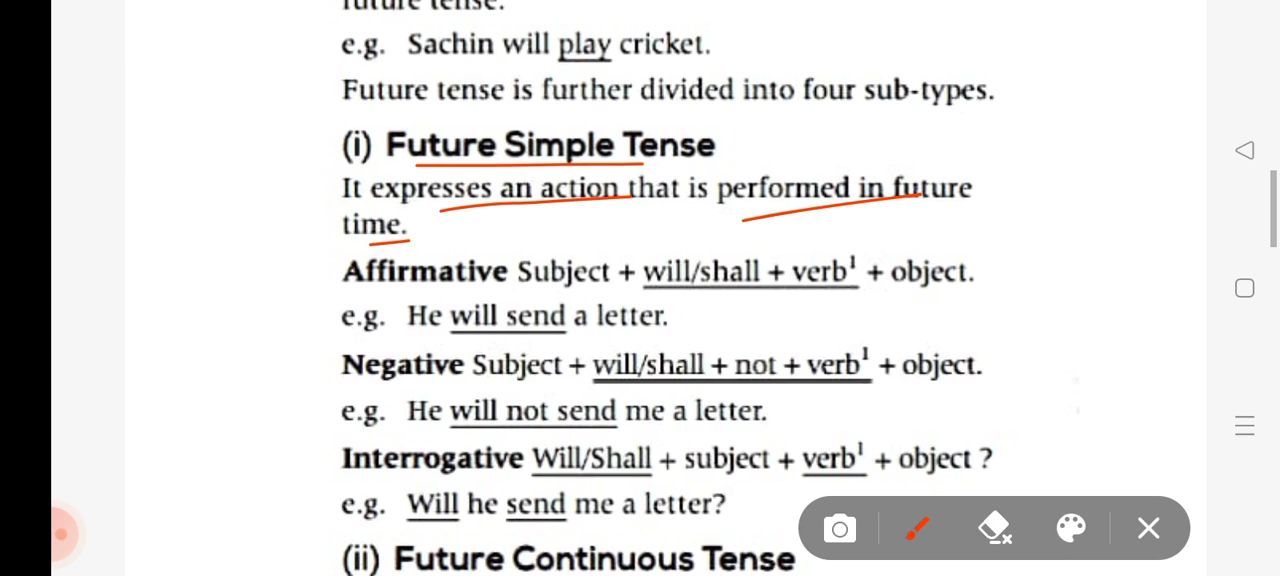 future tense.
e.g. Sachin will play cricket.
Future tense is further divided into four sub-types.
(i) Future Simple Tense
It expresses an action that is performed in future
time.
Affirmative Subject + will/shall + verb¹ + object.
e.g. He will send a letter.
Negative Subject + will/shall + not + verb¹ + object.
e.g. He will not send me a letter.
Interrogative Will/Shall + subject + verb¹ + object ?
e.g. Will he send me a letter?
(ii) Future Continuous Tense